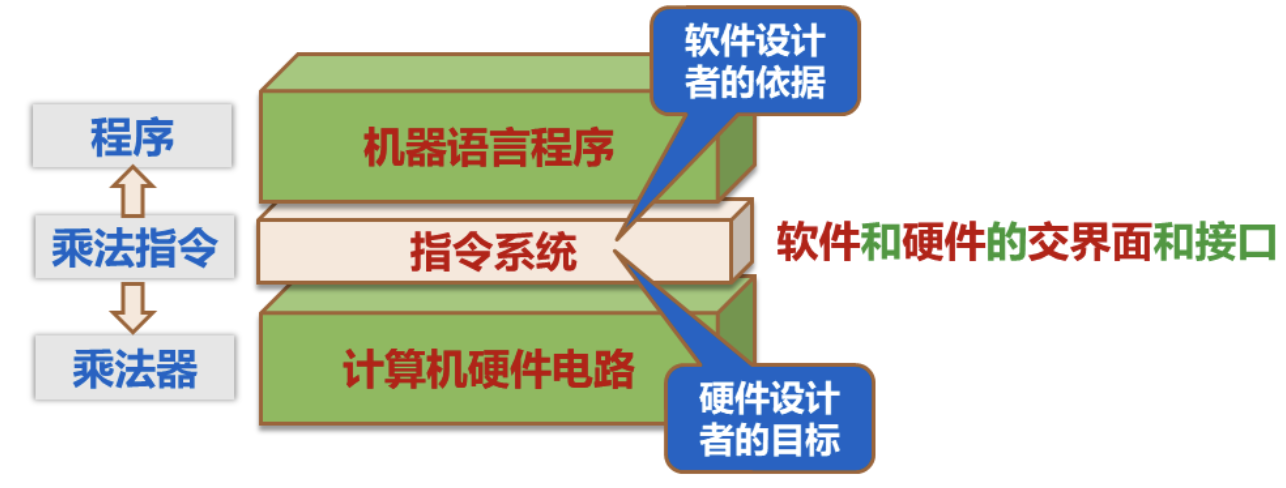 软件设计
者的依据
程序
机器语言程序
乘法指令
指令系统
软件和硬件的交界面和接口
乘法器
计算机硬件电路
硬件设计
者的目标